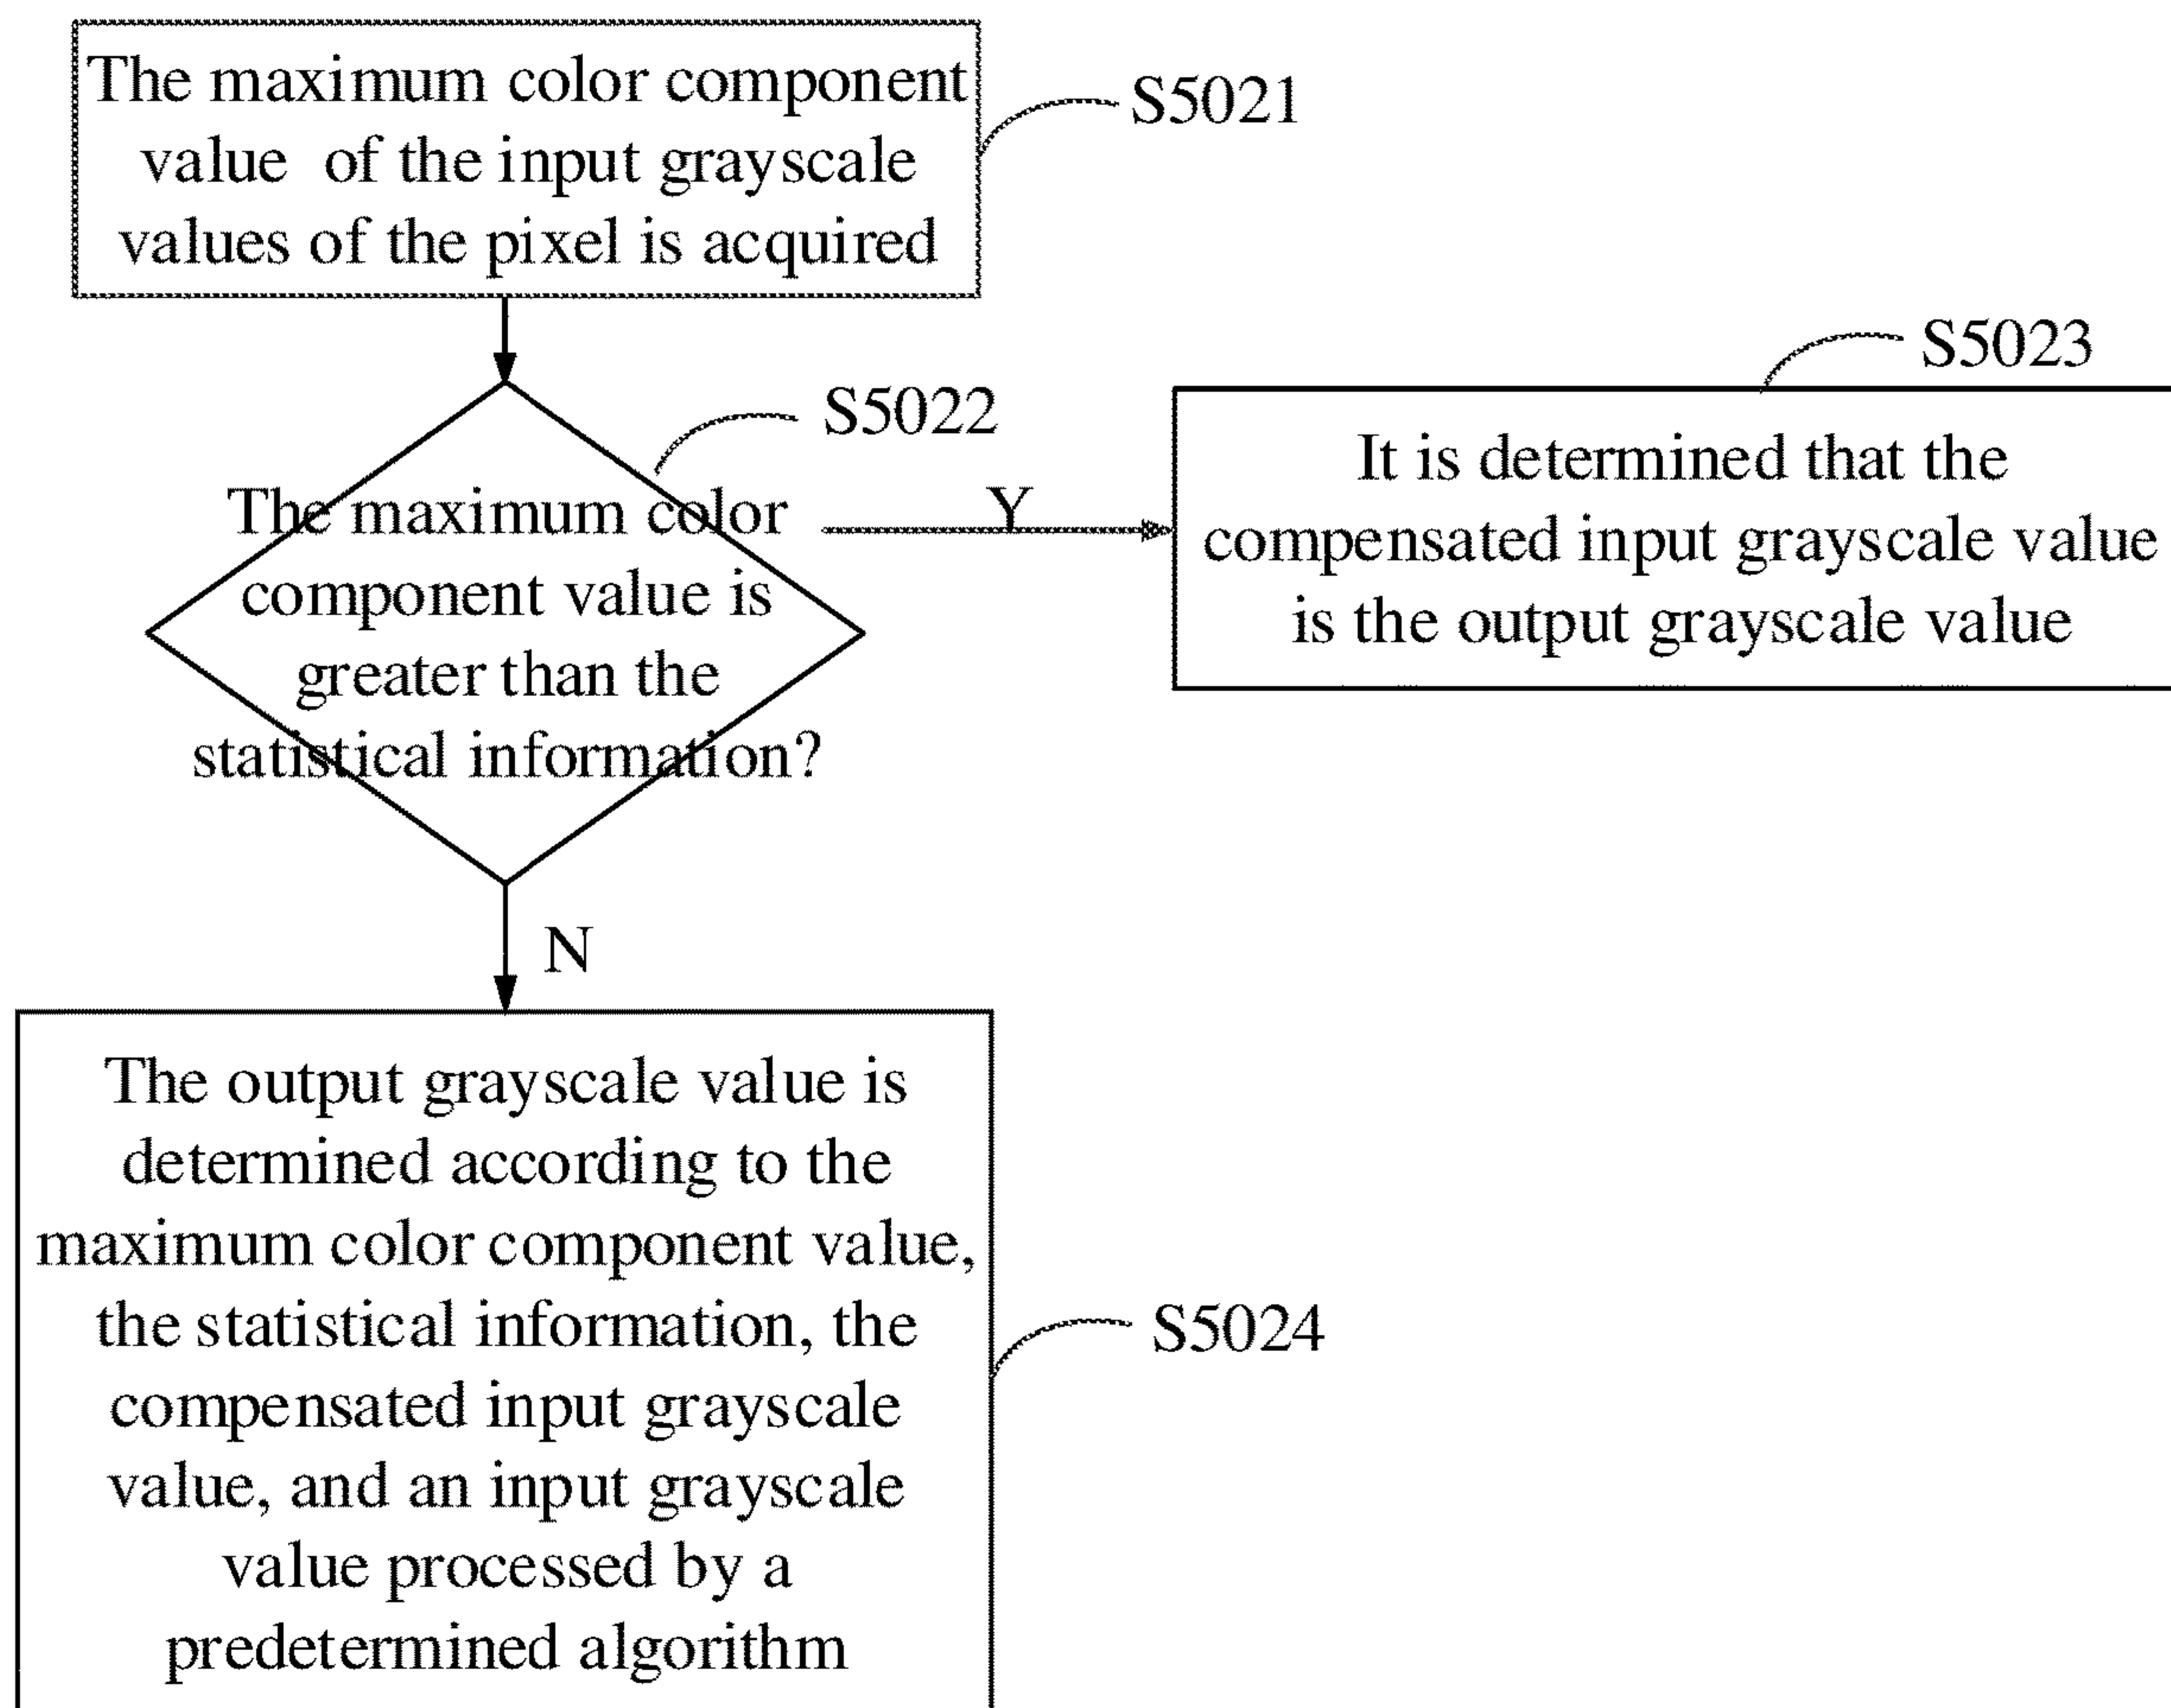 The maximum color component
value of the input grayscale
values of the pixel is acquired
S5021
S5022
The maximum color
component value is
greater than the
statistical information?
Y
S5023
It is determined that the
compensated input grayscale value
is the output grayscale value
N
The output grayscale value is
determined according to the
maximum color component value,
the statistical information, the
compensated input grayscale
value, and an input grayscale
value processed by a
predetermined algorithm
S5024